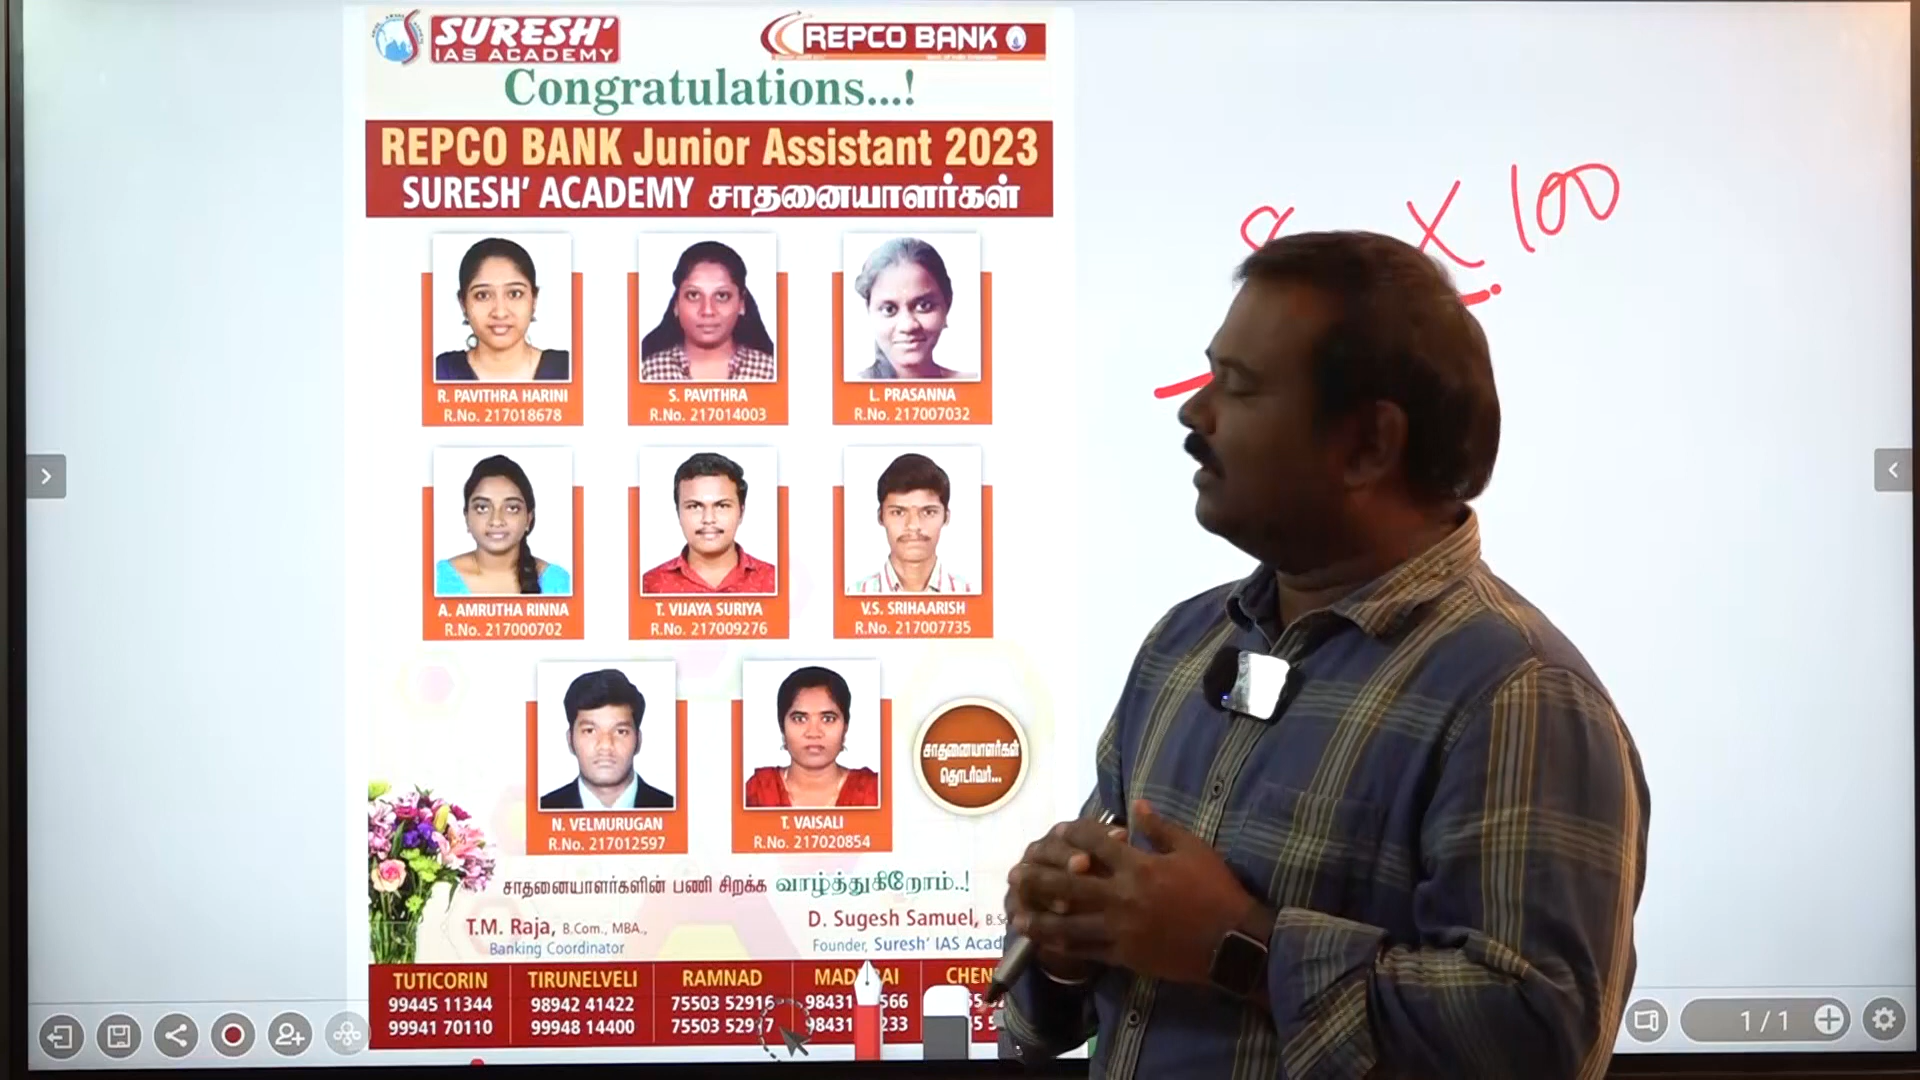 SURESH'
IAS ACADEMY
REPCO BANK
Congratulations...!
REPCO BANK Junior Assistant 2023
SURESH' ACADEMY சாதனையாளர்கள்
R. PAVITHRA HARINI
R.No. 217018678
S. PAVITHRA
R.No. 217014003
L. PRASANNA
R.No. 217007032
A. AMRUTHA RINNA
R.No. 217000702
T. VIJAYA SURIYA
R.No. 217009276
V.S. SRIHAARISH
R.No. 217007735
N. VELMURUGAN
R.No. 217012597
T. VAISALI
R.No. 217020854
சாதனையாளர்கள்
தொடர்வர்...
சாதனையாளர்களின் பணி சிறக்க வாழ்த்துகிறோம்..!
T.M. Raja, B.Com., MBA.,
Banking Coordinator
D. Sugesh Samuel,
Founder, Suresh' IAS
TUTICORIN
99445 11344
99941 70110
TIRUNELVELI
98942 41422
99948 14400
RAMNAD
75503 52916
75503 52917
X 100
1/1